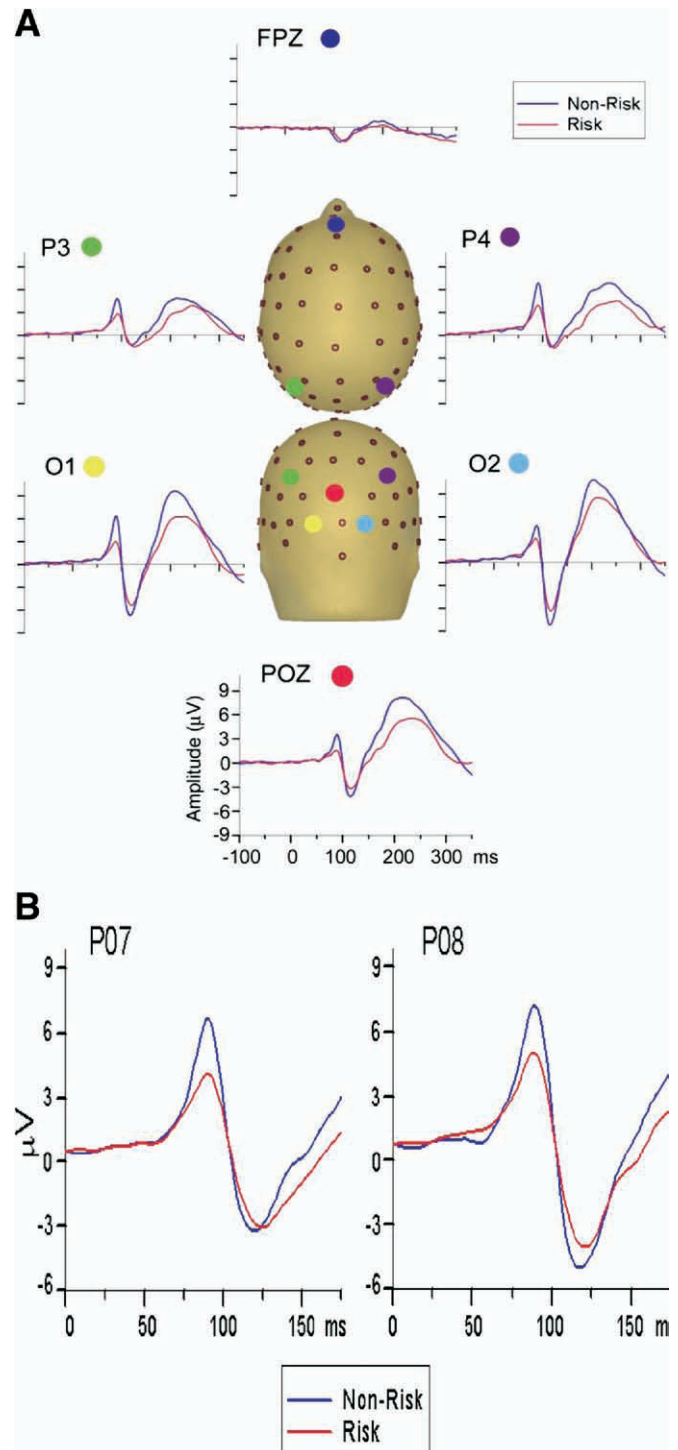 A
FPZ
Non-Risk
Risk
P3
P4
O1
O2
POZ
Amplitude (µV)
9
6
3
0
-3
-6
-9
-100 0 100 200 300 ms
B
P07 P08
µV
9
6
3
0
-3
-6
0 50 100 150 ms
9
6
3
0
-3
-6
0 50 100 150 m
Non-Risk
Risk